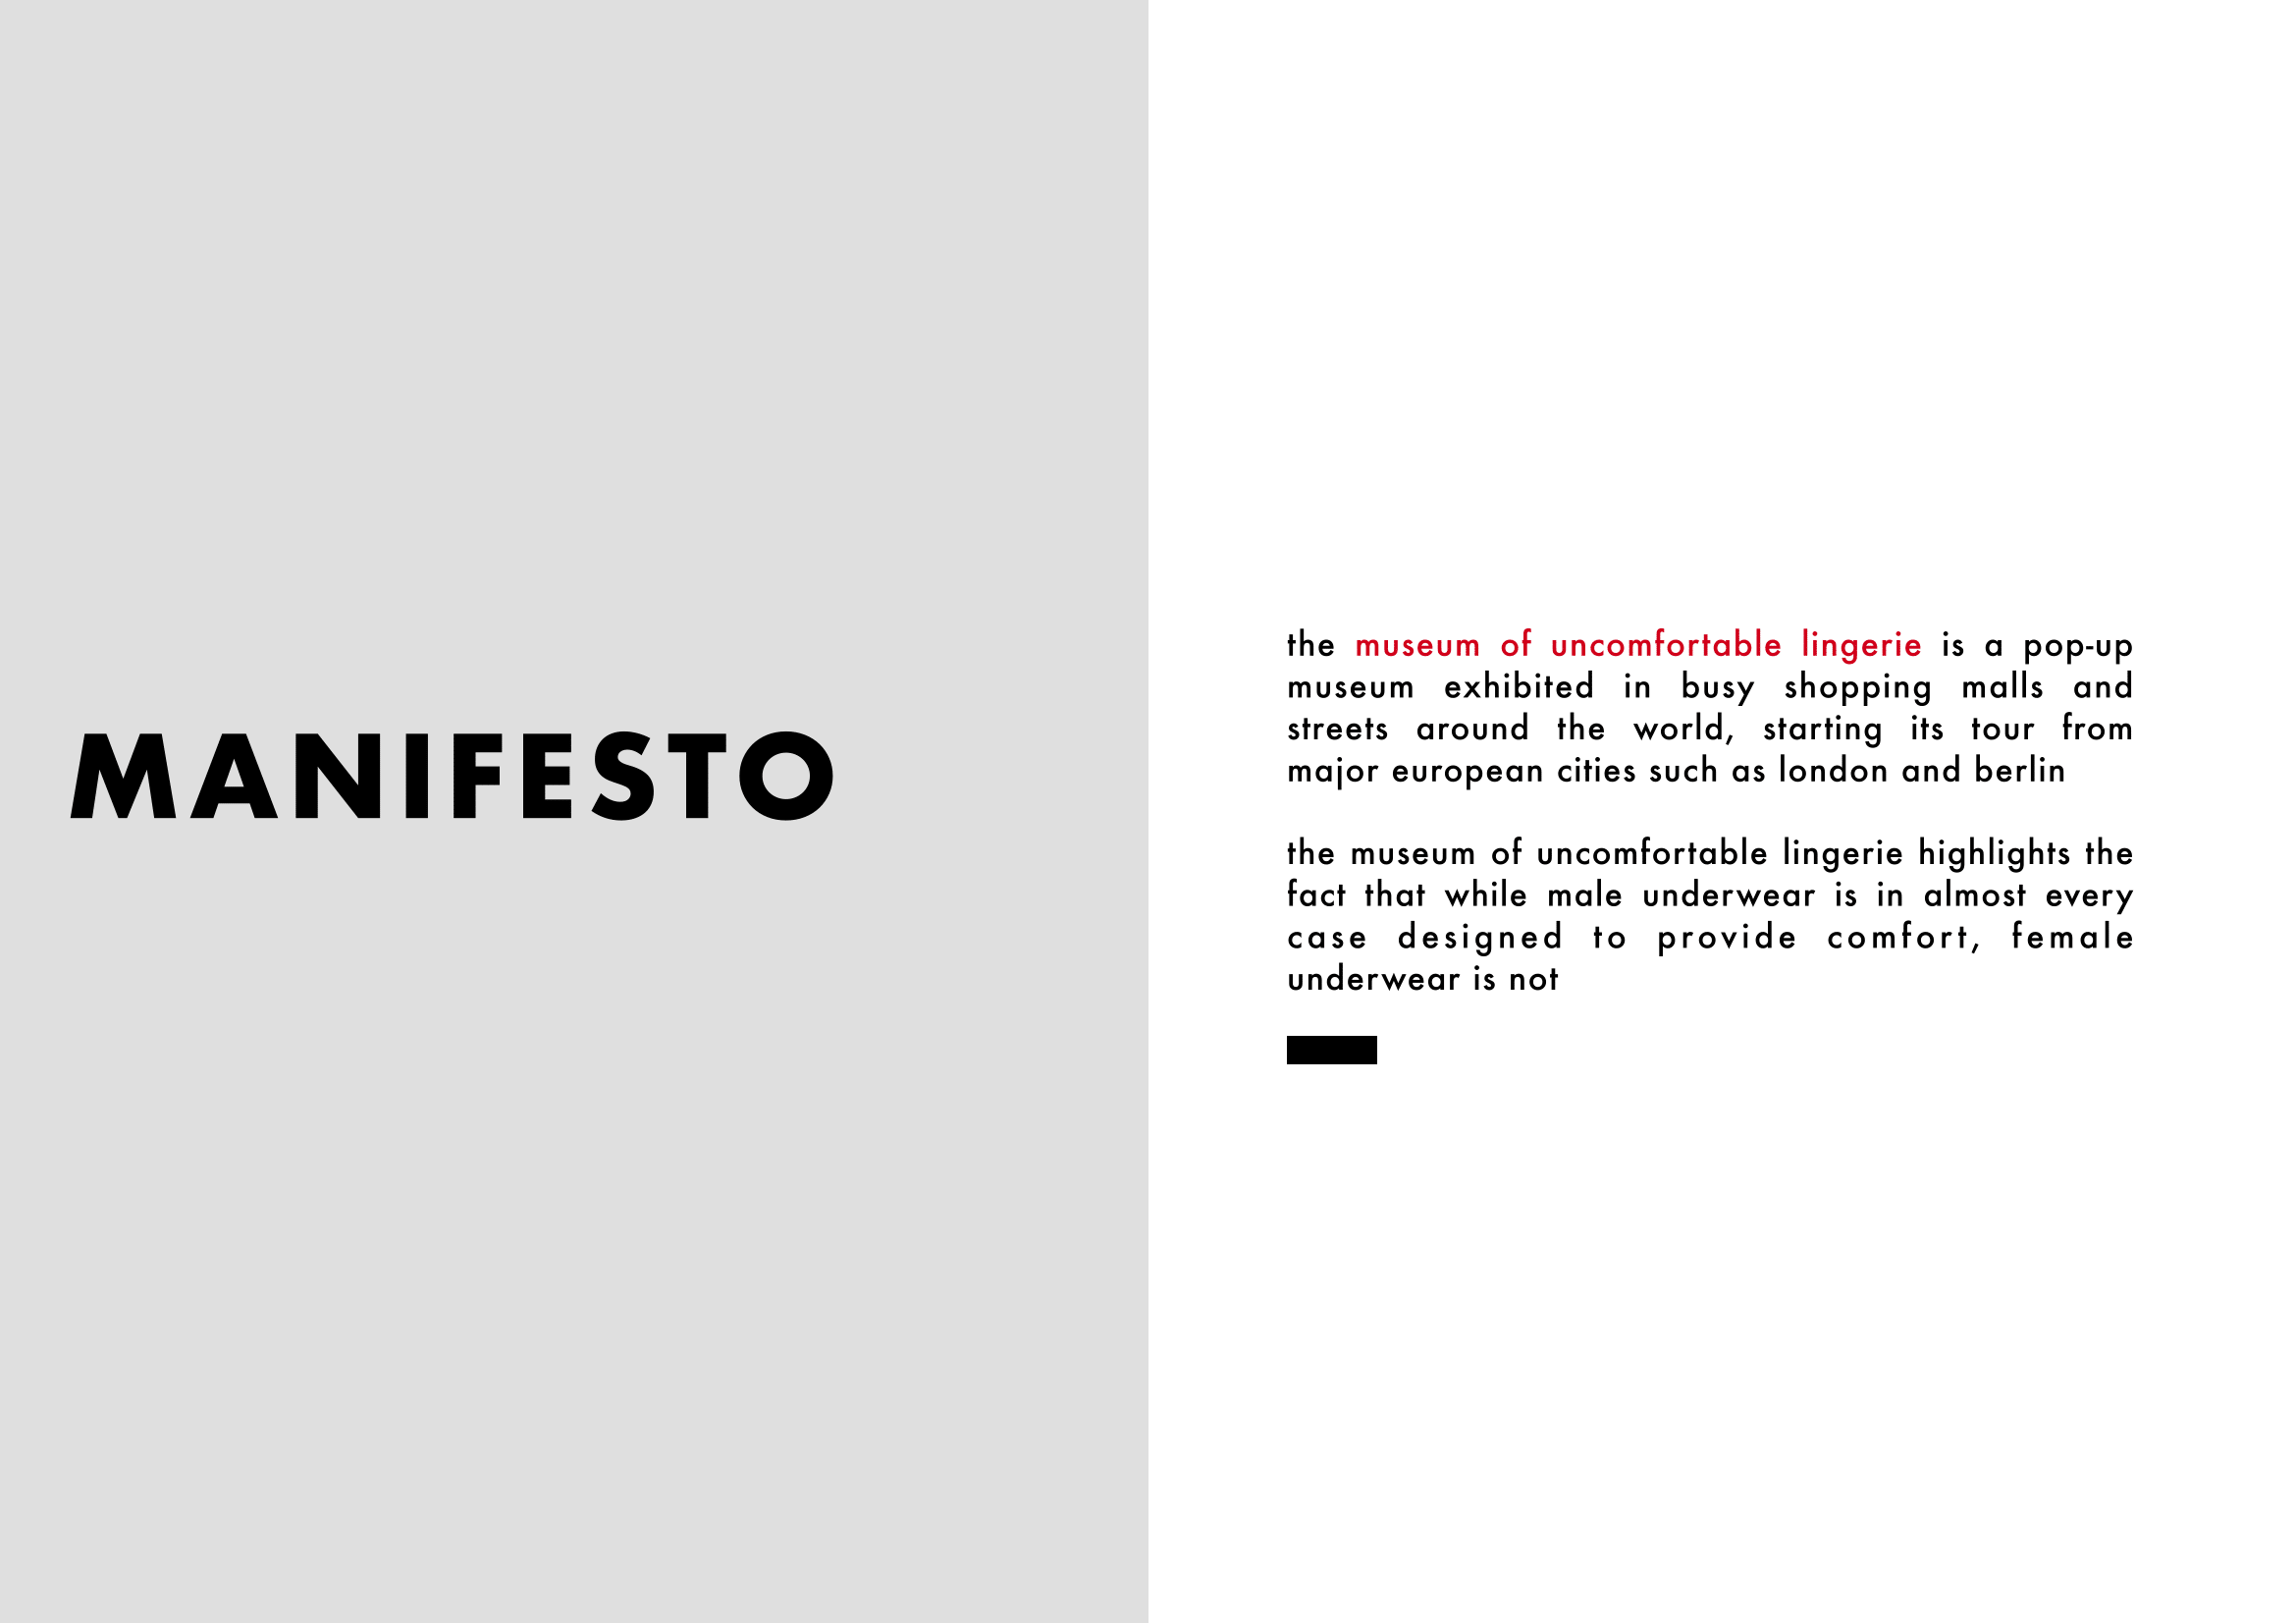 MANIFESTO
the museum of uncomfortable lingerie is a pop-up
museum exhibited in busy shopping malls and
streets around the world, starting its tour from
major european cities such as london and berlin
the museum of uncomfortable lingerie highlights the
fact that while male underwear is in almost every
case designed to provide comfort, female
underwear is not